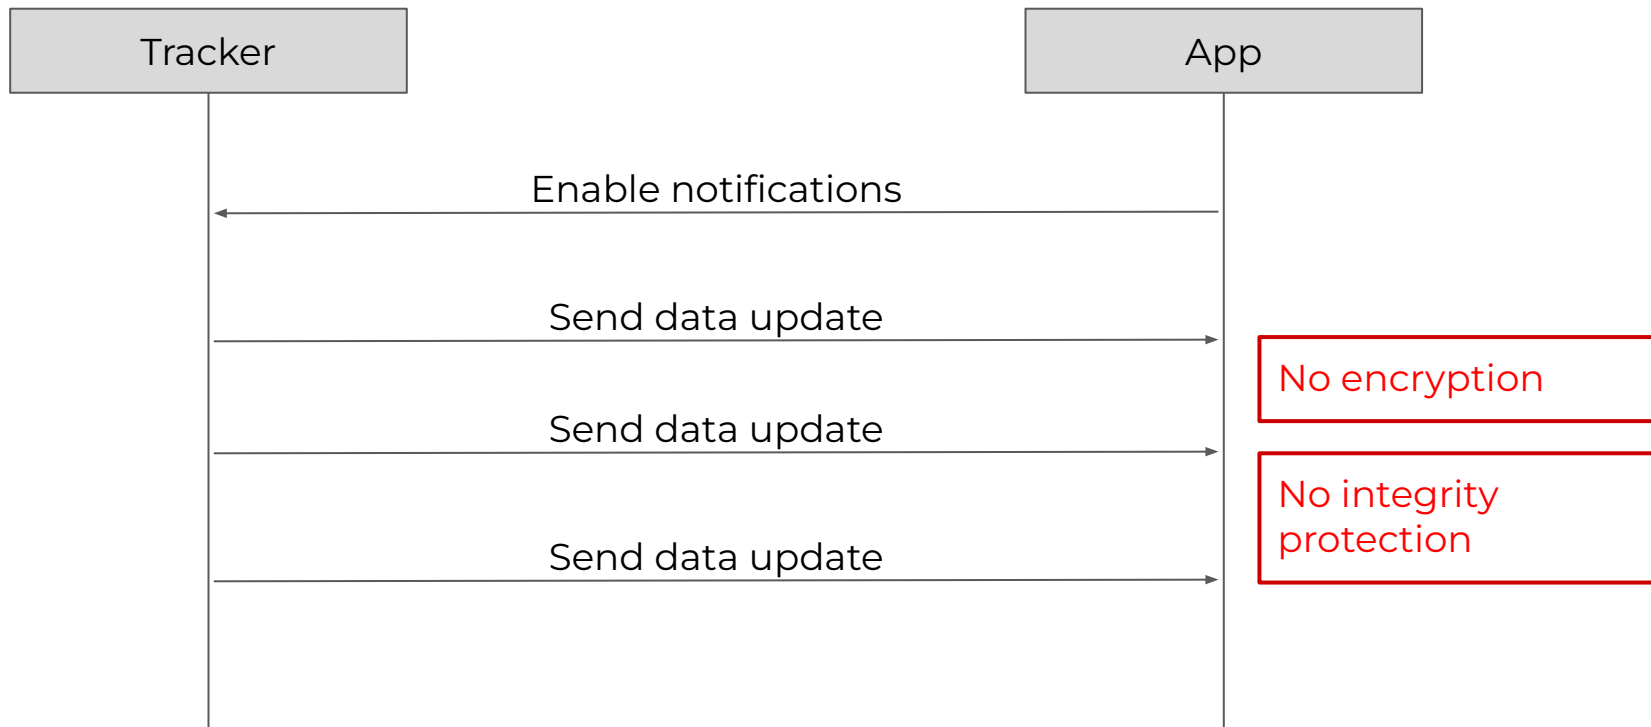 Tracker
App
Enable notifications
Send data update
No encryption
Send data update
No integrity
protection
Send data update